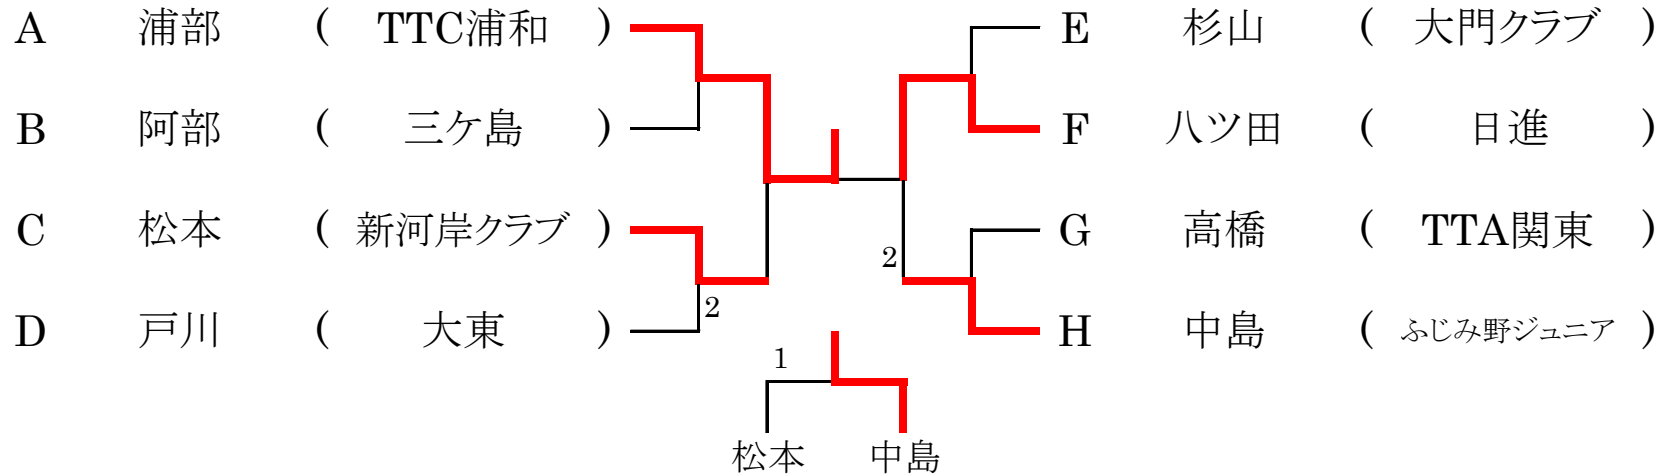 A 浦部 ( TTC浦和 ) E 杉山 ( 大門クラブ )
B 阿部 ( 三ケ島 ) F 八ツ田 ( 日進 )
C 松本 ( 新河岸クラブ ) G 高橋 ( TTA関東 )
2
D 戸川 ( 大東 ) 2 H 中島 ( ふじみ野ジュニア )
1
松本 中島